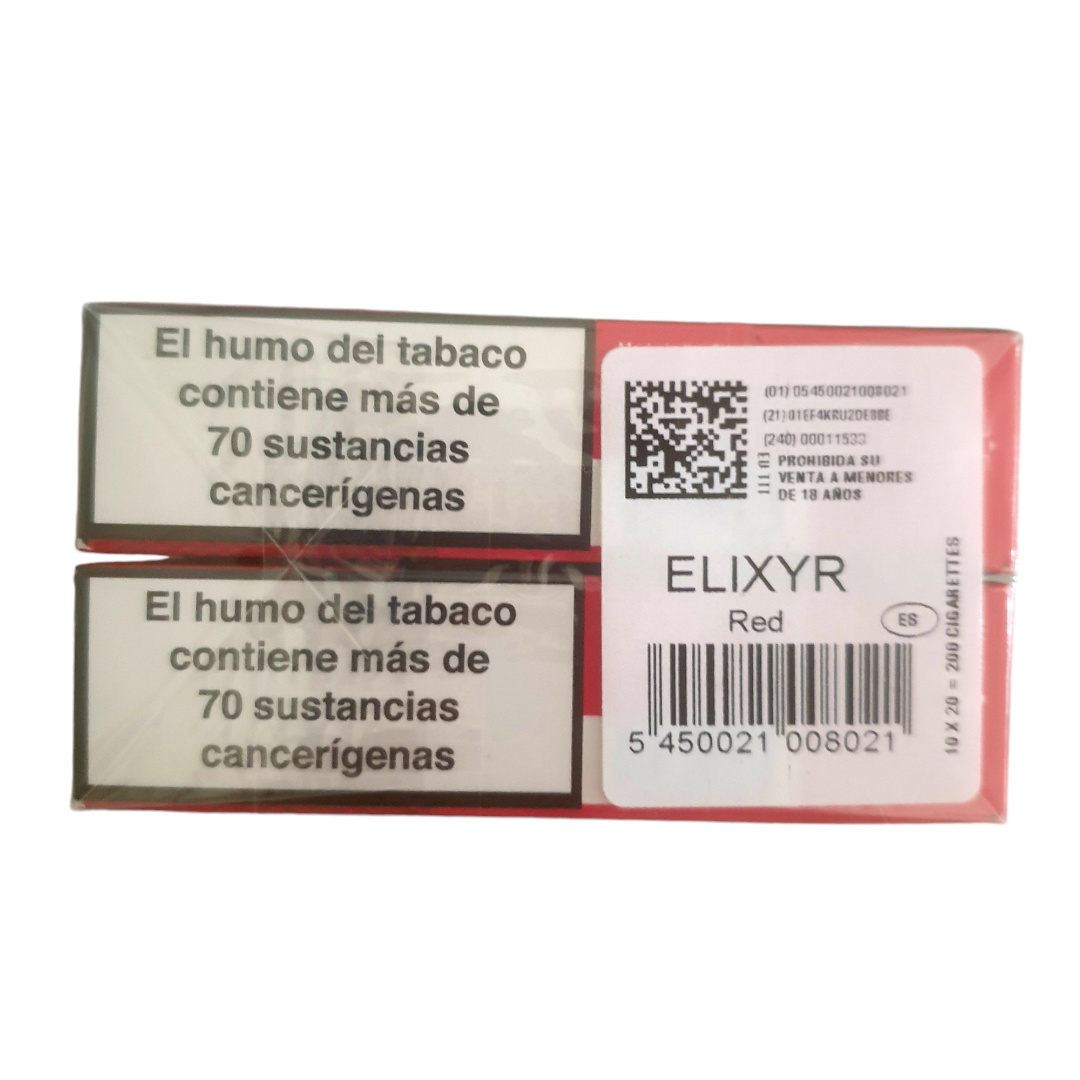 El humo del tabaco
contiene más de
70 sustancias
cancerígenas
El humo del tabaco
contiene más de
70 sustancias
cancerígenas
(01) 05450021008021
(240) 00011533
EU 111
PROHIBIDA SU
VENTA A MENORES
DE 18 AÑOS
ELIXYR
Red
ES
5 450021 008021
10 X 20 = 200 CIGARETTES